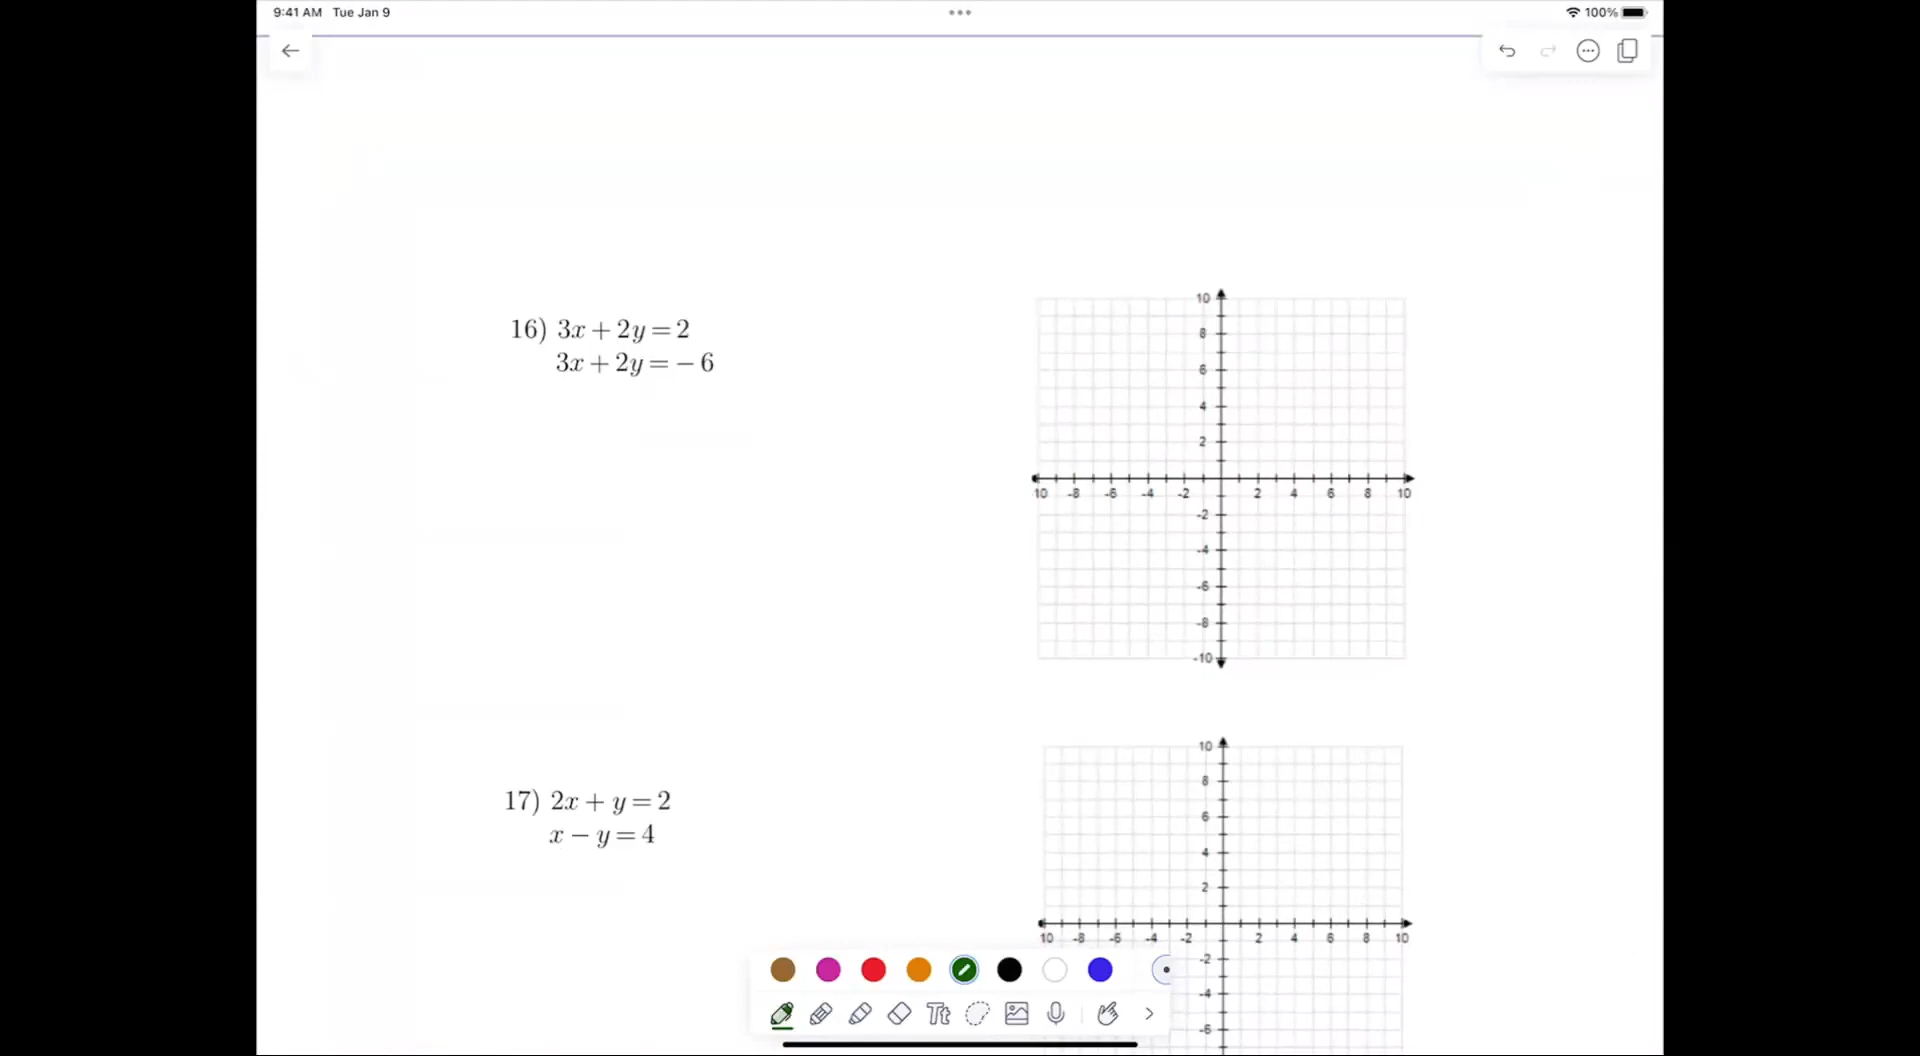 9:41 AM Tue Jan 9
100%
16) 3x + 2y = 2
3x + 2y = − 6
10
8
6
4
2
10 -8 -6 -4 -2 2 4 6 8 10
-2
-4
-6
-8
-10
17) 2x + y = 2
x − y = 4
10
8
6
4
2
10 -8 -6 -4 -2 2 4 6 8 10
-2
-4
-6
Tt